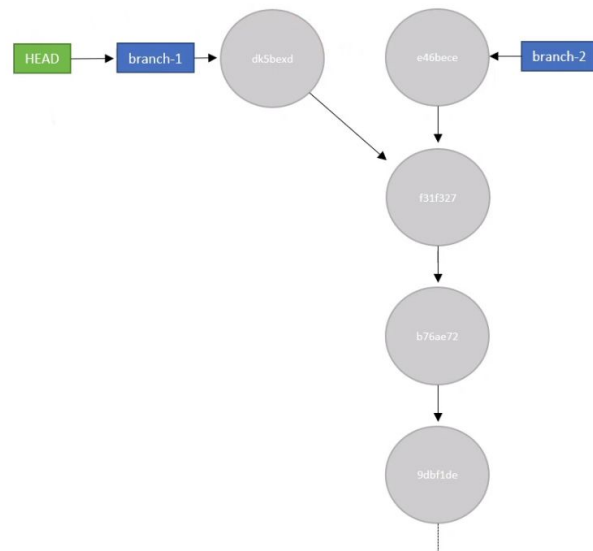 HEAD
branch-1
dk5bexd
e46bece
branch-2
f31f327
b76ae72
9dbf1de